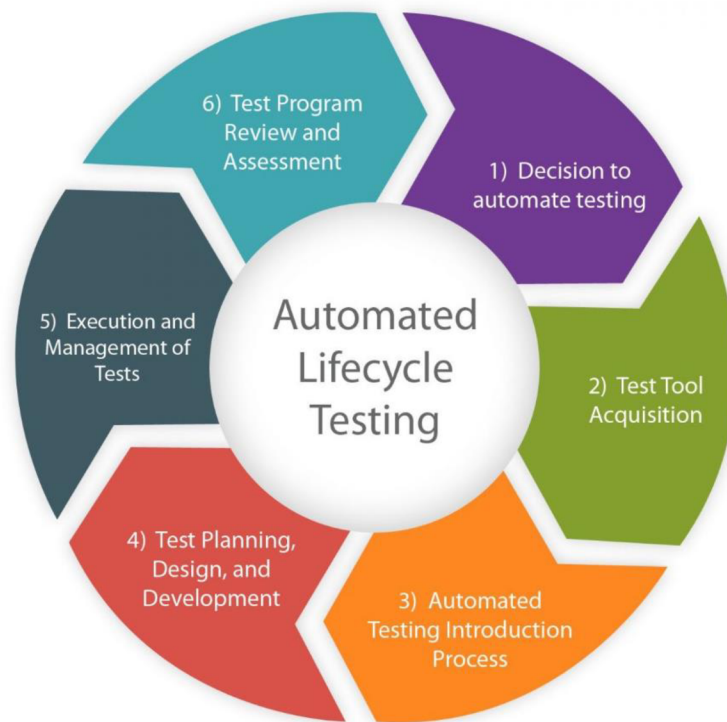 Automated
Lifecycle
Testing
1) Decision to
automate testing
2) Test Tool
Acquisition
3) Automated
Testing Introduction
Process
4) Test Planning,
Design, and
Development
5) Execution and
Management of
Tests
6) Test Program
Review and
Assessment